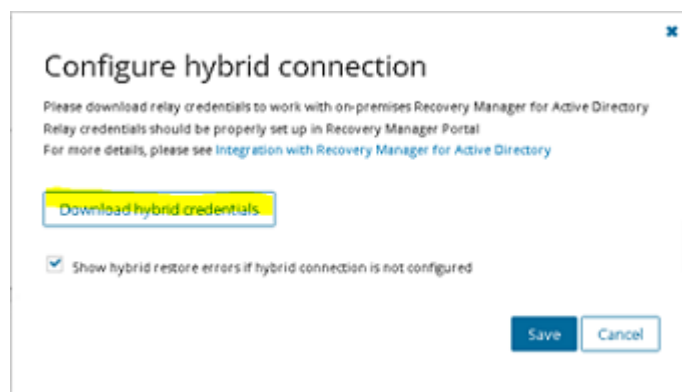 Configure hybrid connection
Please download relay credentials to work with on-premises Recovery Manager for Active Directory
Relay credentials should be properly set up in Recovery Manager Portal
For more details, please see Integration with Recovery Manager for Active Directory
Download hybrid credentials
Show hybrid restore errors if hybrid connection is not configured
Save Cancel